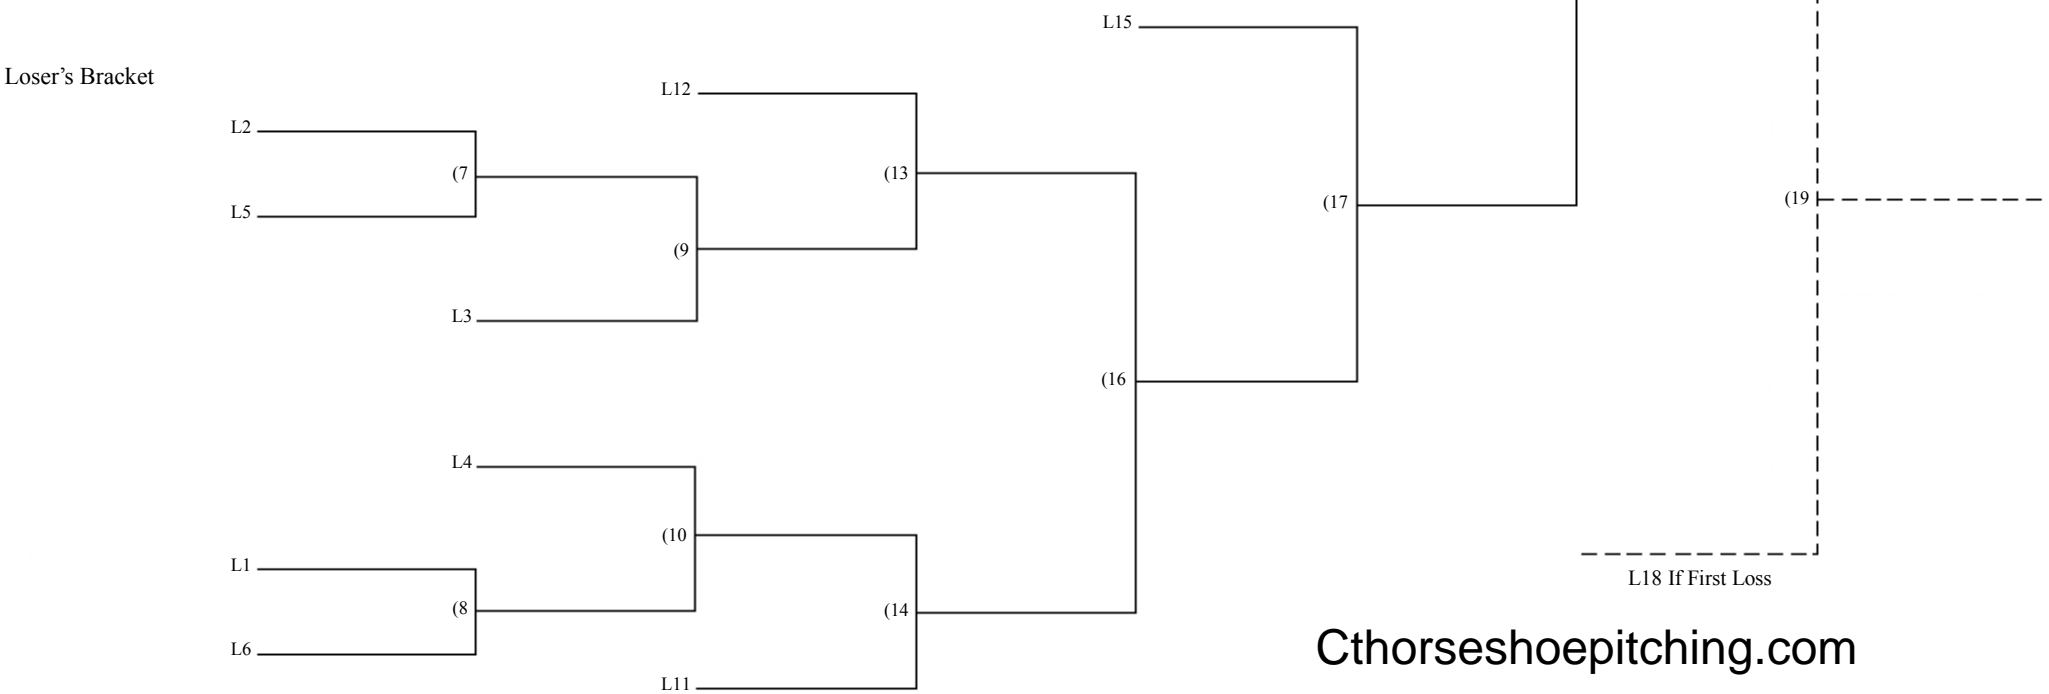 L15
Loser’s Bracket
L12
L2
(7
(13
L5
(17
(19
(9
L3
(16
L4
(10
L1
L18 If First Loss
(8
(14
L6
Cthorseshoepitching.com
L11